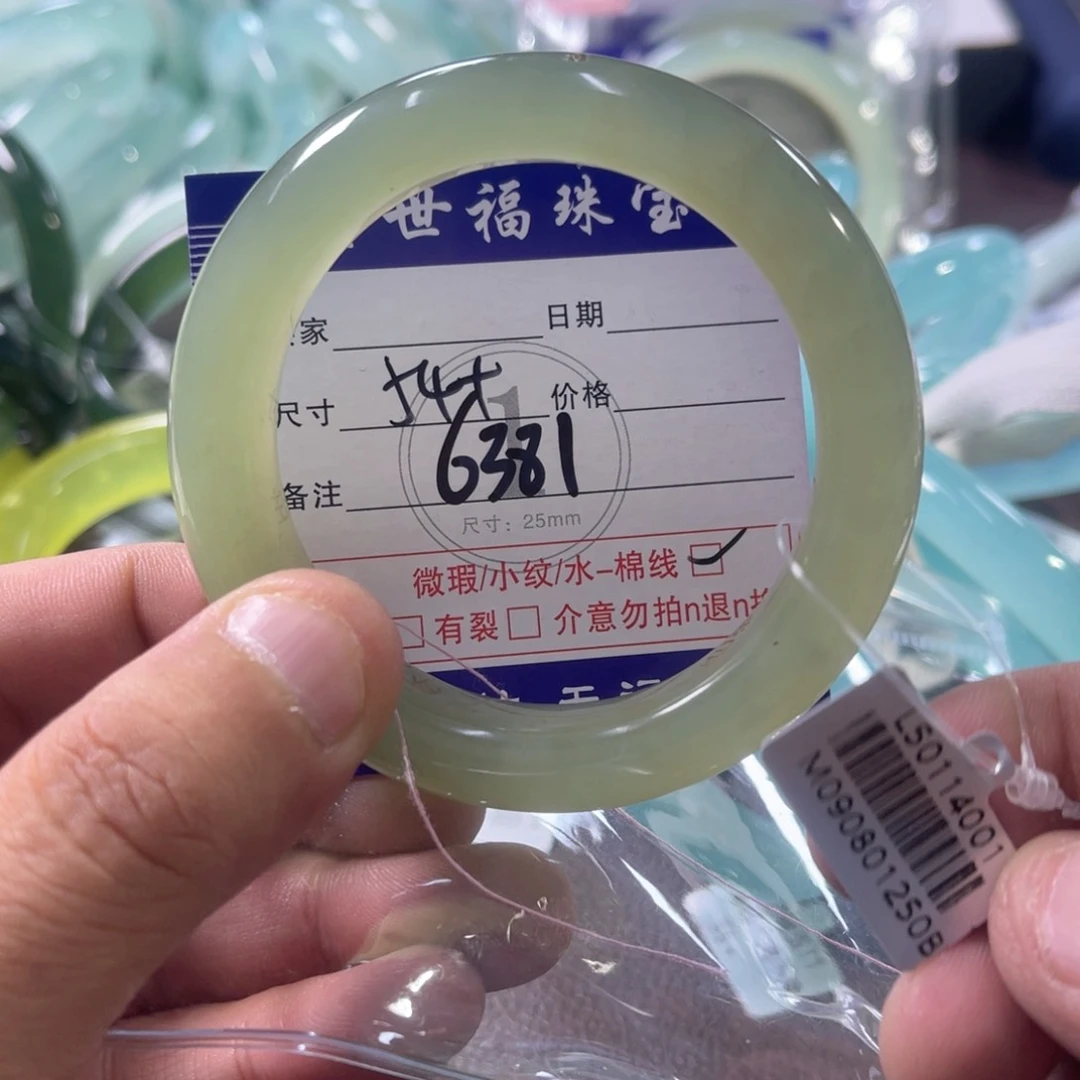 世福珠宝
家 日期
尺寸 54+ 价格
6381
备注
尺寸：25mm
微瑕/小纹/水-棉线
有裂 介意勿拍n退n
LS0114001
M090801250B